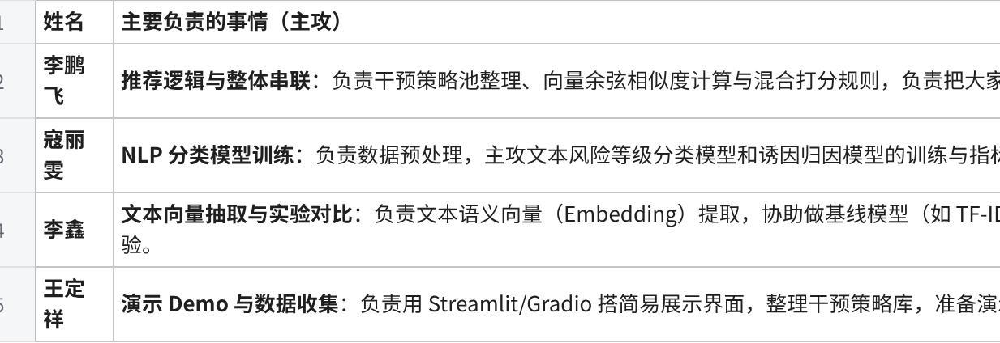 姓名
主要负责的事情（主攻）
2
李鹏
飞
推荐逻辑与整体串联：负责干预策略池整理、向量余弦相似度计算与混合打分规则，负责把大家
3
寇丽
雯
NLP 分类模型训练：负责数据预处理，主攻文本风险等级分类模型和诱因归因模型的训练与指标
4
李鑫
文本向量抽取与实验对比：负责文本语义向量（Embedding）提取，协助做基线模型（如 TF-ID
验。
5
王定
祥
演示 Demo 与数据收集：负责用 Streamlit/Gradio 搭简易展示界面，整理干预策略库，准备演